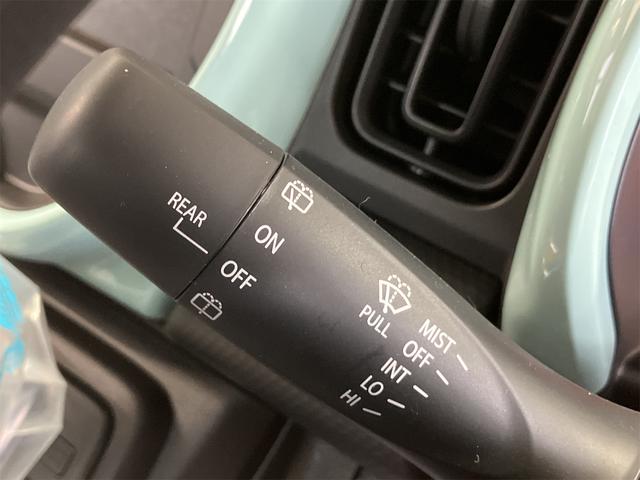 REAR
ON
OFF
PULL
MIST
OFF
INT
LO
HI